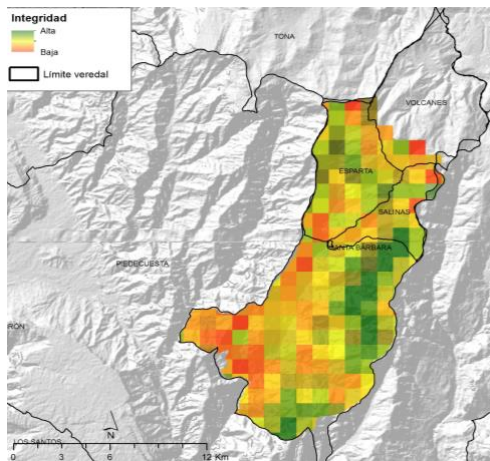 Integridad
Alta
Baja
Límite veredal
TONA
VOLCANES
ESPARTA
SALINAS
SANTA BÁRBARA
PIEDECUESTA
RÓN
LOS SANTOS
N
0 3 6 12 Km